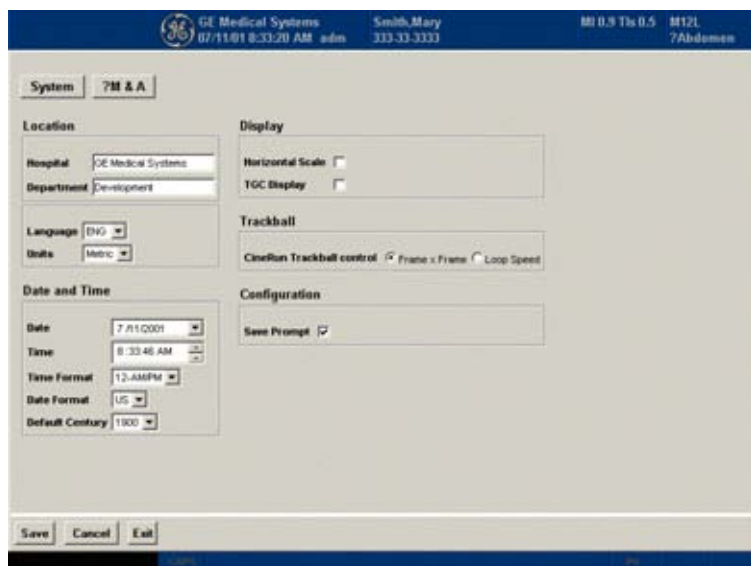 GE Medical Systems
07/11/01 8:33:20 AM adm
Smith,Mary
333-33-3333
MI 0.9 TIs 0.5
M12L
?Abdomen
System
?M & A
Location
Hospital GE Medical Systems
Department Development
Language ENG
Units Metric
Date and Time
Date 7 /11/2001
Time 8 :33:46 AM
Time Format 12-AM/PM
Date Format US
Default Century 1900
Display
Horizontal Scale
TGC Display
Trackball
CineRun Trackball control Frame x Frame Loop Speed
Configuration
Save Prompt
Save
Cancel
Exit